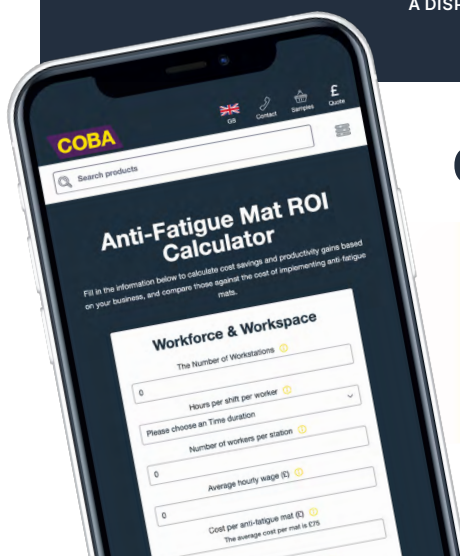 A DISP
GB
Contact
Samples
£
Quote
COBA
Search products
Anti-Fatigue Mat ROI
Calculator
Fill in the information below to calculate cost savings and productivity gains based
on your business, and compare those against the cost of implementing anti-fatigue
mats.
Workforce & Workspace
The Number of Workstations
0
Hours per shift per worker
Please choose an Time duration
Number of workers per station
0
Average hourly wage (£)
0
Cost per anti-fatigue mat (£)
The average cost per mat is £75